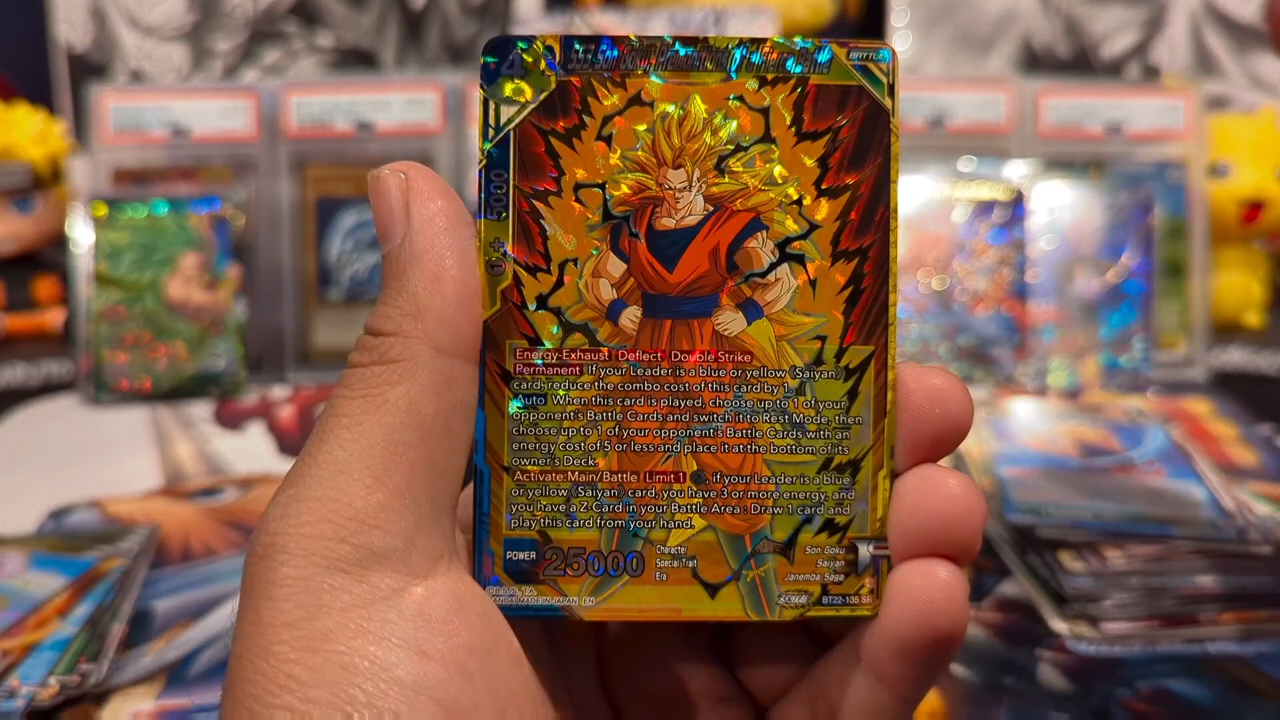 4
SS3 Son Goku, Premonitions of a Fierce Battle
BATTLE
5000
1 +
Energy-Exhaust Deflect Double Strike
Permanent If your Leader is a blue or yellow 《Saiyan》
card, reduce the combo cost of this card by 1.
Auto When this card is played, choose up to 1 of your
opponent's Battle Cards and switch it to Rest Mode, then
choose up to 1 of your opponent's Battle Cards with an
energy cost of 5 or less and place it at the bottom of its
owner's Deck.
Activate:Main/Battle Limit 1 2, if your Leader is a blue
or yellow 《Saiyan》 card, you have 3 or more energy, and
you have a Z-Card in your Battle Area : Draw 1 card and
play this card from your hand.
POWER 25000
Character Son Goku
Special Trait Saiyan
Era Janemba Saga
©B.S./S., T.A.
BANDAI MADE IN JAPAN EN
BT22-135 SR